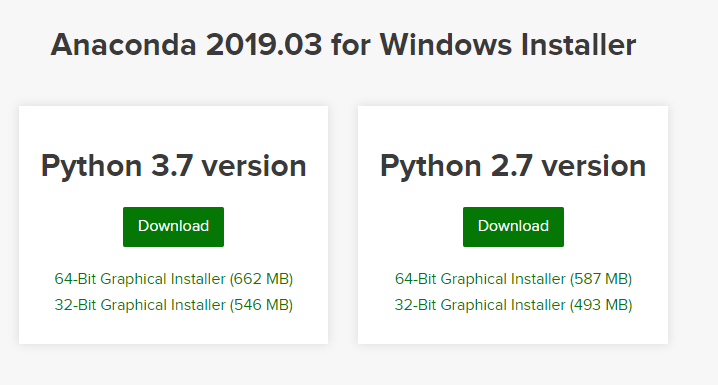 Anaconda 2019.03 for Windows Installer
Python 3.7 version
Download
64-Bit Graphical Installer (662 MB)
32-Bit Graphical Installer (546 MB)
Python 2.7 version
Download
64-Bit Graphical Installer (587 MB)
32-Bit Graphical Installer (493 MB)